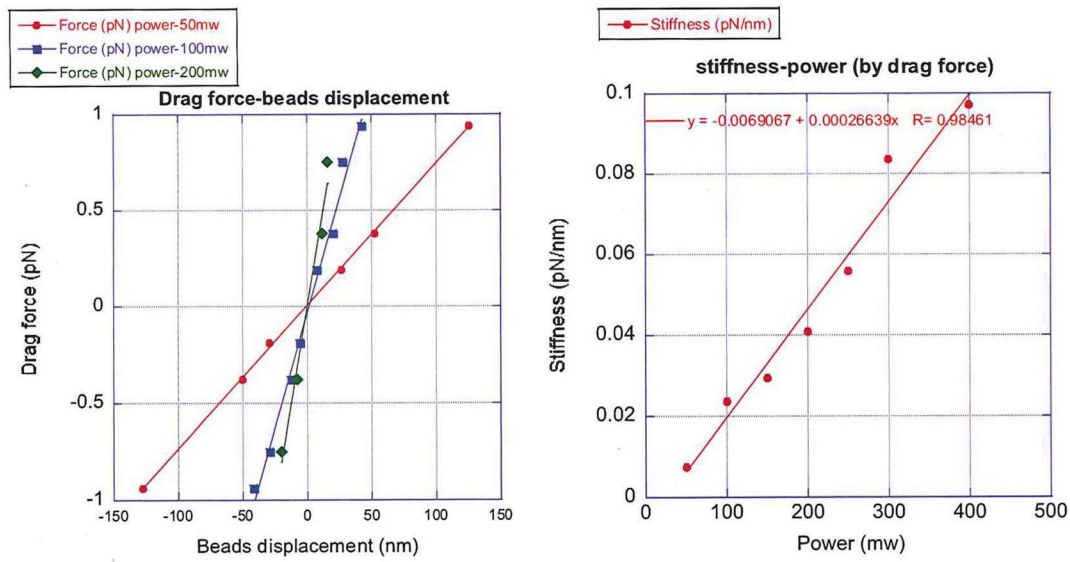 Force (pN) power-50mw
Force (pN) power-100mw
Force (pN) power-200mw
Drag force-beads displacement
1
0.5
0
-0.5
-1
Drag force (pN)
-150 -100 -50 0 50 100 150
Beads displacement (nm)
Stiffness (pN/nm)
stiffness-power (by drag force)
y = -0.0069067 + 0.00026639x R= 0.98461
0.1
0.08
0.06
0.04
0.02
0
Stiffness (pN/nm)
0 100 200 300 400 500
Power (mw)